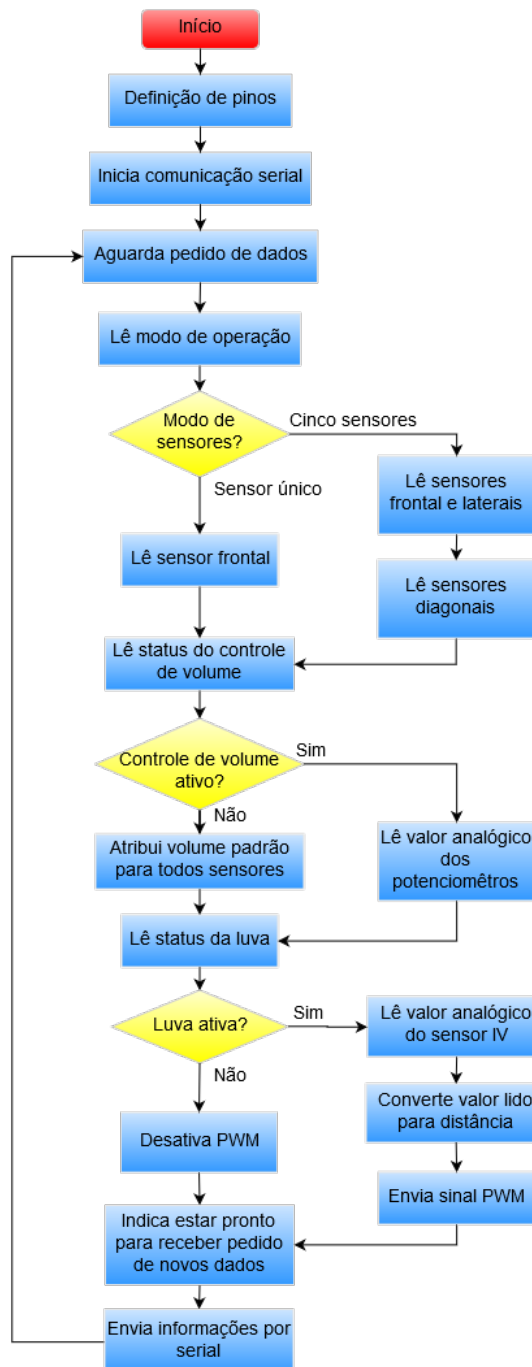 Início
Definição de pinos
Inicia comunicação serial
Aguarda pedido de dados
Lê modo de operação
Modo de
sensores?
Cinco sensores
Sensor único
Lê sensores
frontal e laterais
Lê sensor frontal
Lê sensores
diagonais
Lê status do controle
de volume
Controle de volume
ativo?
Sim
Não
Atribui volume padrão
para todos sensores
Lê valor analógico
dos
potenciomêtros
Lê status da luva
Luva ativa?
Sim
Não
Lê valor analógico
do sensor IV
Converte valor lido
para distância
Desativa PWM
Envia sinal PWM
Indica estar pronto
para receber pedido
de novos dados
Envia informações por
serial